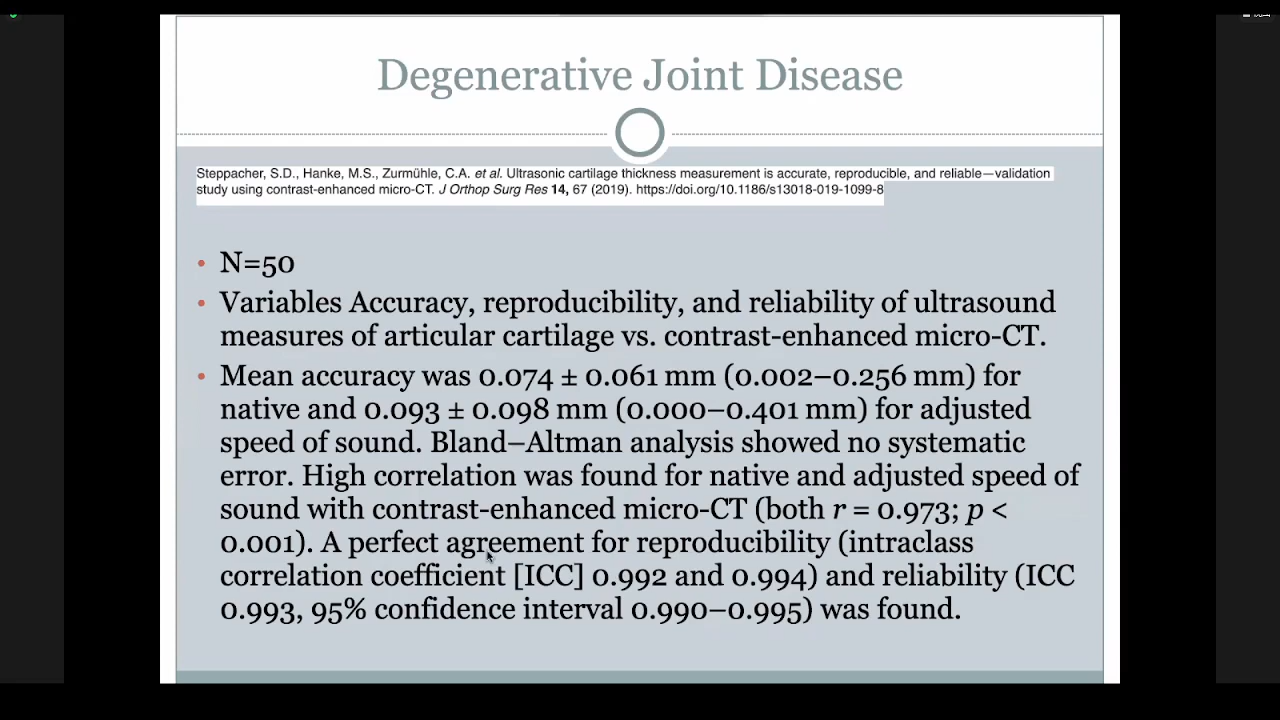 Degenerative Joint Disease
Steppacher, S.D., Hanke, M.S., Zurmühle, C.A. et al. Ultrasonic cartilage thickness measurement is accurate, reproducible, and reliable—validation
study using contrast-enhanced micro-CT. J Orthop Surg Res 14, 67 (2019). https://doi.org/10.1186/s13018-019-1099-8
• N=50
• Variables Accuracy, reproducibility, and reliability of ultrasound
measures of articular cartilage vs. contrast-enhanced micro-CT.
• Mean accuracy was 0.074 ± 0.061 mm (0.002–0.256 mm) for
native and 0.093 ± 0.098 mm (0.000–0.401 mm) for adjusted
speed of sound. Bland–Altman analysis showed no systematic
error. High correlation was found for native and adjusted speed of
sound with contrast-enhanced micro-CT (both r = 0.973; p <
0.001). A perfect agreement for reproducibility (intraclass
correlation coefficient [ICC] 0.992 and 0.994) and reliability (ICC
0.993, 95% confidence interval 0.990–0.995) was found.